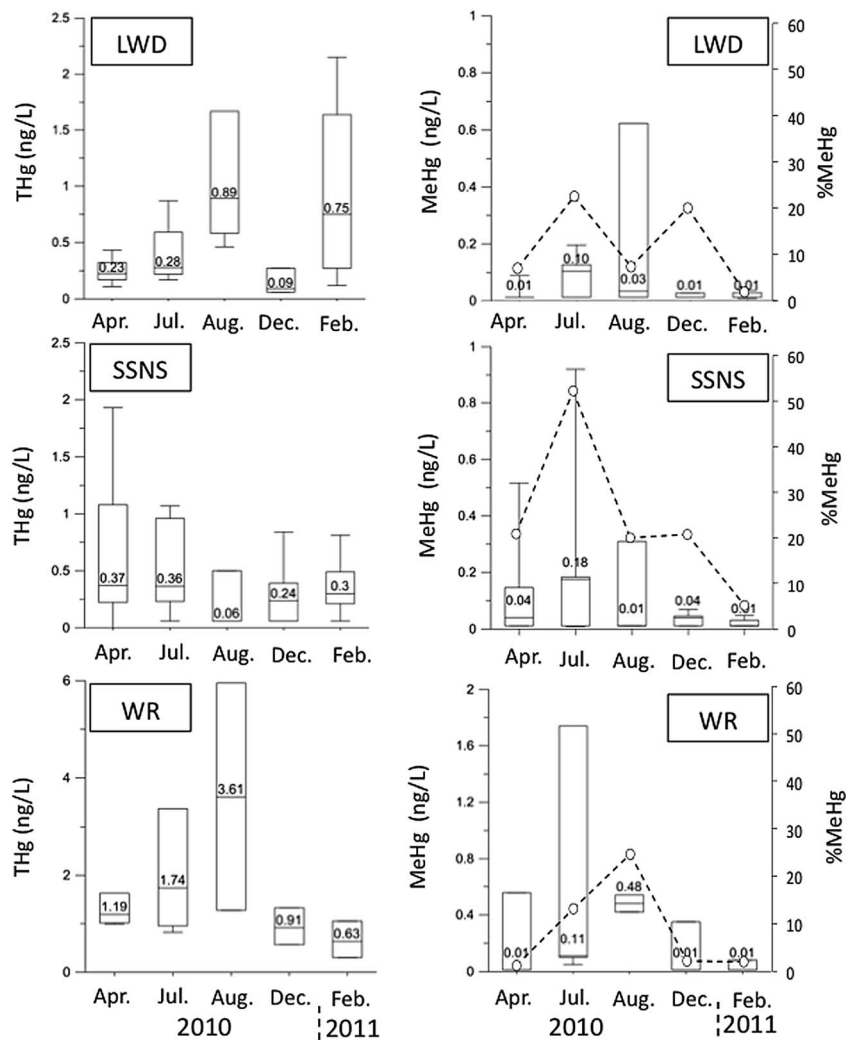 LWD
THg (ng/L)
2.5
2
1.5
1
0.5
0
0.23
0.28
0.89
0.09
0.75
Apr.
Jul.
Aug.
Dec.
Feb.
LWD
MeHg (ng/L)
1
0.8
0.6
0.4
0.2
0
0.01
0.10
0.03
0.01
0.01
60
50
40
30
20
10
0
%MeHg
Apr.
Jul.
Aug.
Dec.
Feb.
SSNS
THg (ng/L)
2.5
2
1.5
1
0.5
0
0.37
0.36
0.06
0.24
0.3
Apr.
Jul.
Aug.
Dec.
Feb.
SSNS
MeHg (ng/L)
1
0.8
0.6
0.4
0.2
0
0.04
0.18
0.01
0.04
0.01
60
50
40
30
20
10
0
%MeHg
Apr.
Jul.
Aug.
Dec.
Feb.
WR
THg (ng/L)
6
4
2
0
1.19
1.74
3.61
0.91
0.63
Apr.
Jul.
Aug.
Dec.
Feb.
2010
2011
WR
MeHg (ng/L)
2
1.6
1.2
0.8
0.4
0
0.01
0.11
0.48
0.01
0.01
60
50
40
30
20
10
0
%MeHg
Apr.
Jul.
Aug.
Dec.
Feb.
2010
2011